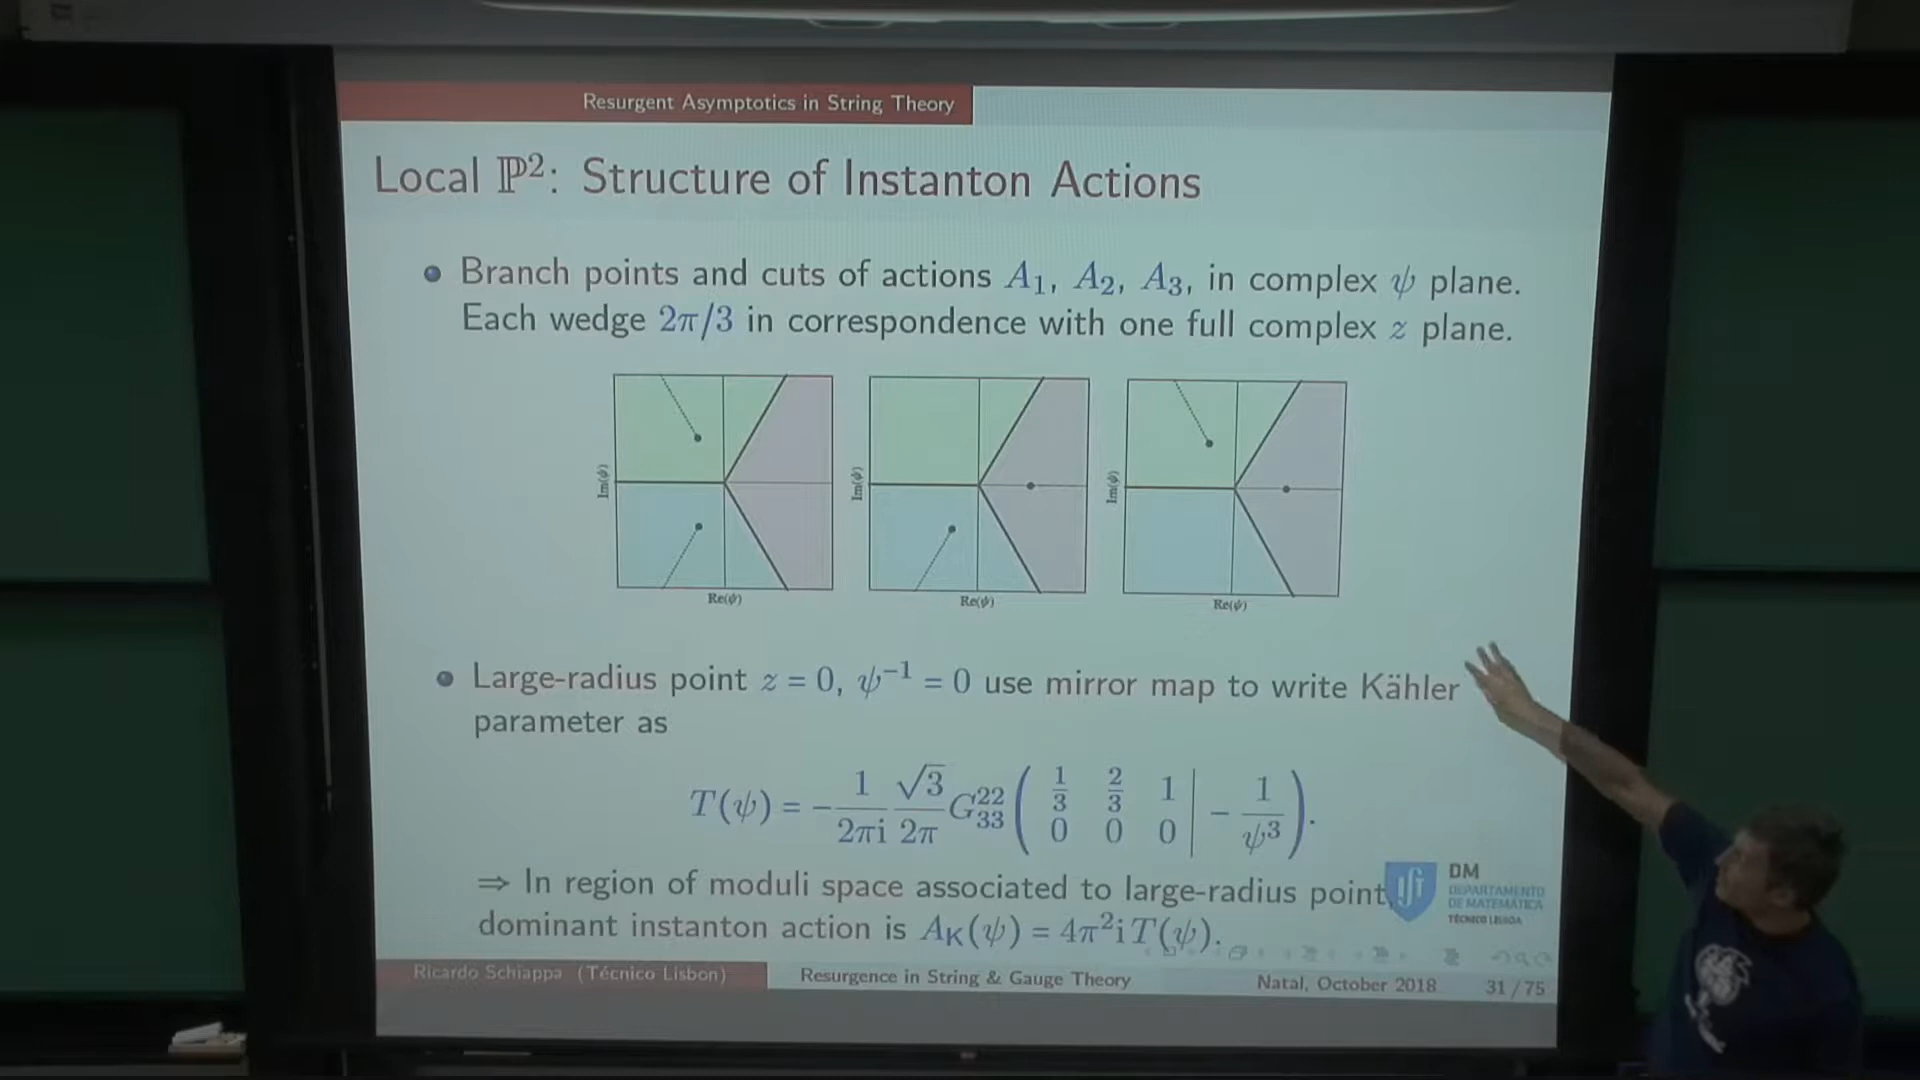 Resurgent Asymptotics in String Theory
Local ℙ²: Structure of Instanton Actions
Branch points and cuts of actions A₁, A₂, A₃, in complex ψ plane.
Each wedge 2π/3 in correspondence with one full complex z plane.
Im(ψ) Im(ψ) Im(ψ)
Re(ψ) Re(ψ) Re(ψ)
Large-radius point z = 0, ψ⁻¹ = 0 use mirror map to write Kähler
parameter as
T(ψ) = − 1/(2πi) √3/(2π) G²²₃₃ ( 1/3 2/3 1 ; 0 0 0 | − 1/ψ³ ).
⇒ In region of moduli space associated to large-radius point,
dominant instanton action is A_K(ψ) = 4π²i T(ψ).
DM
DEPARTAMENTO
DE MATEMÁTICA
TÉCNICO LISBOA
Ricardo Schiappa (Técnico Lisbon) Resurgence in String & Gauge Theory Natal, October 2018 31 / 75